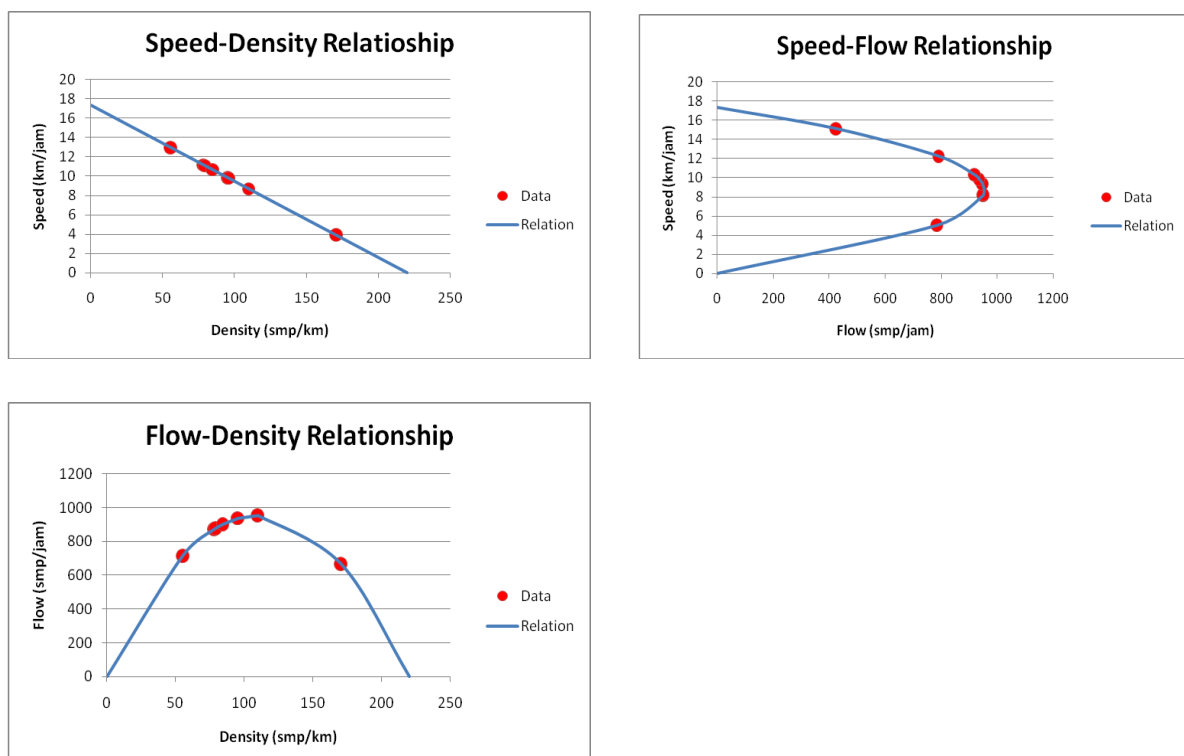 Speed-Density Relatioship
Speed (km/jam)
20
18
16
14
12
10
8
6
4
2
0
0 50 100 150 200 250
Density (smp/km)
Data
Relation
Speed-Flow Relationship
Speed (km/jam)
20
18
16
14
12
10
8
6
4
2
0
0 200 400 600 800 1000 1200
Flow (smp/jam)
Data
Relation
Flow-Density Relationship
Flow (smp/jam)
1200
1000
800
600
400
200
0
0 50 100 150 200 250
Density (smp/km)
Data
Relation